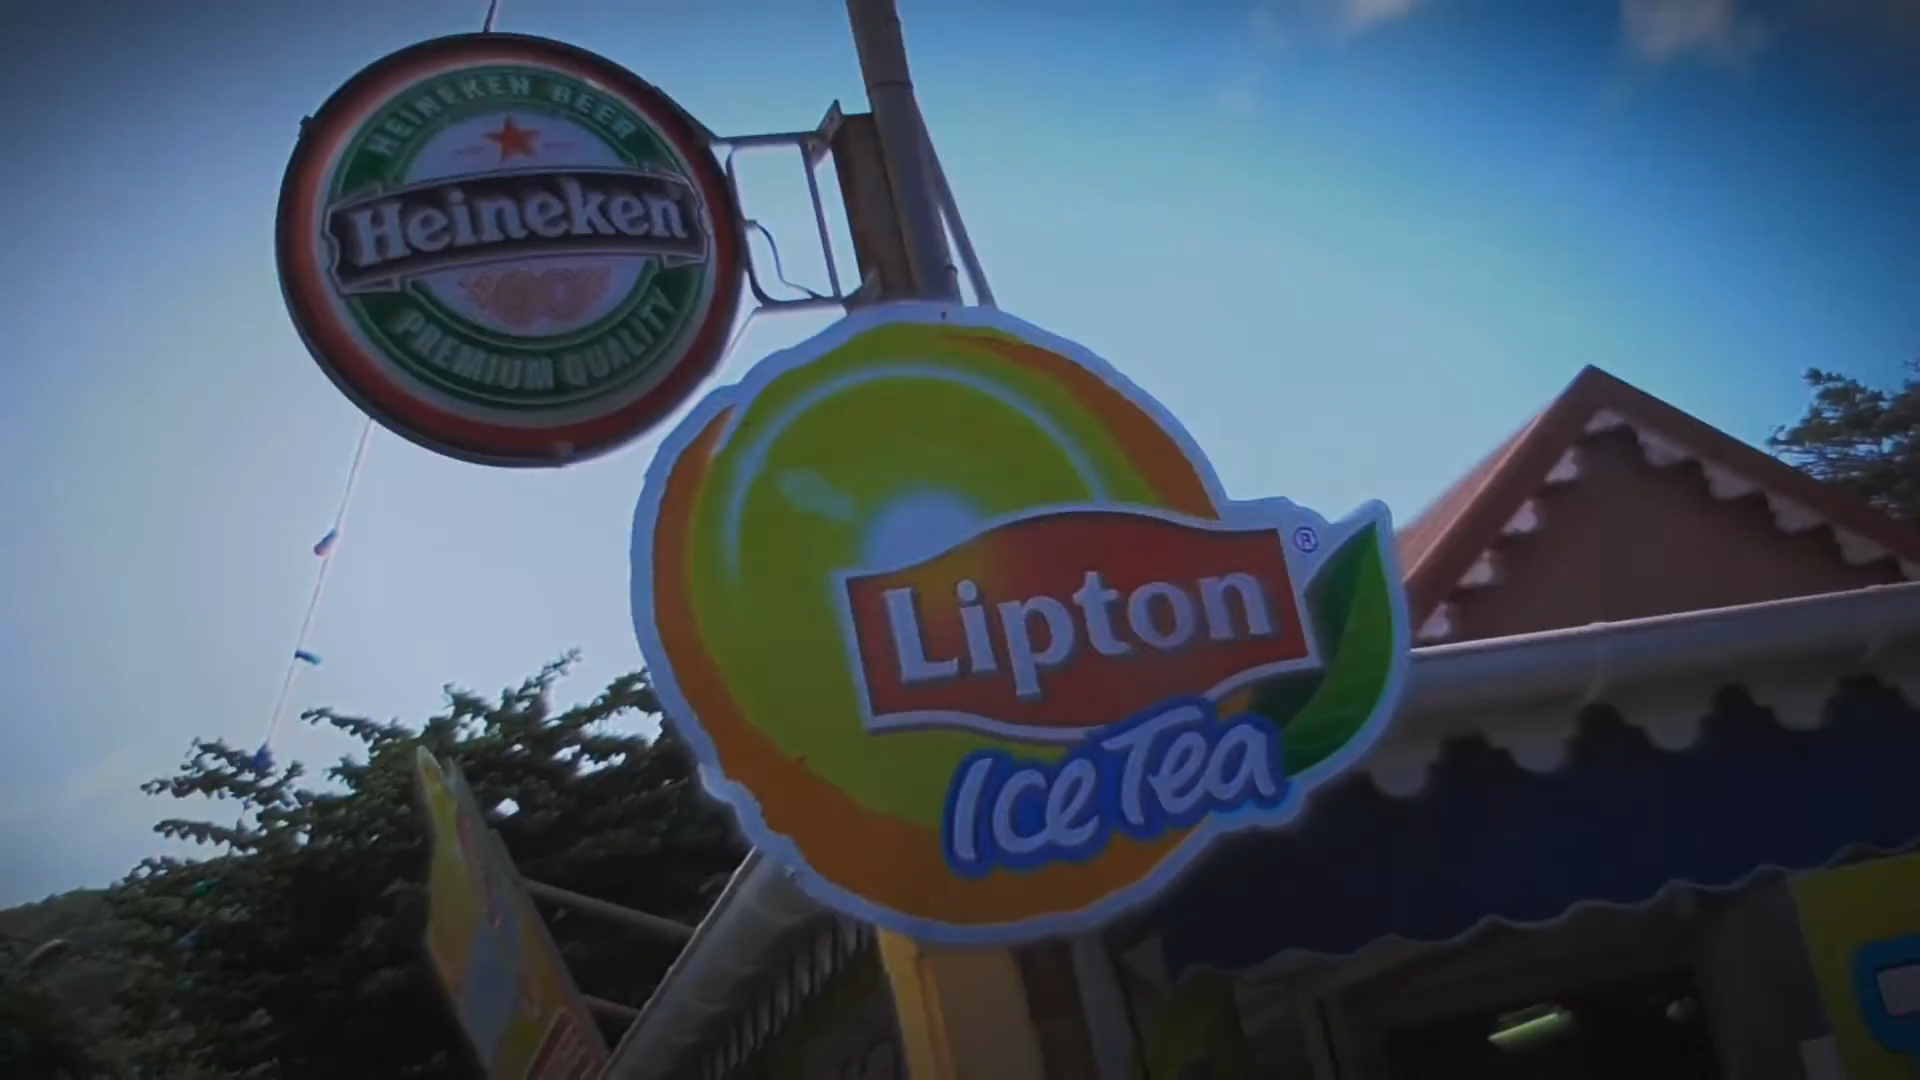 HEINEKEN BEER
Heineken
PREMIUM QUALITY
Lipton®
Ice Tea